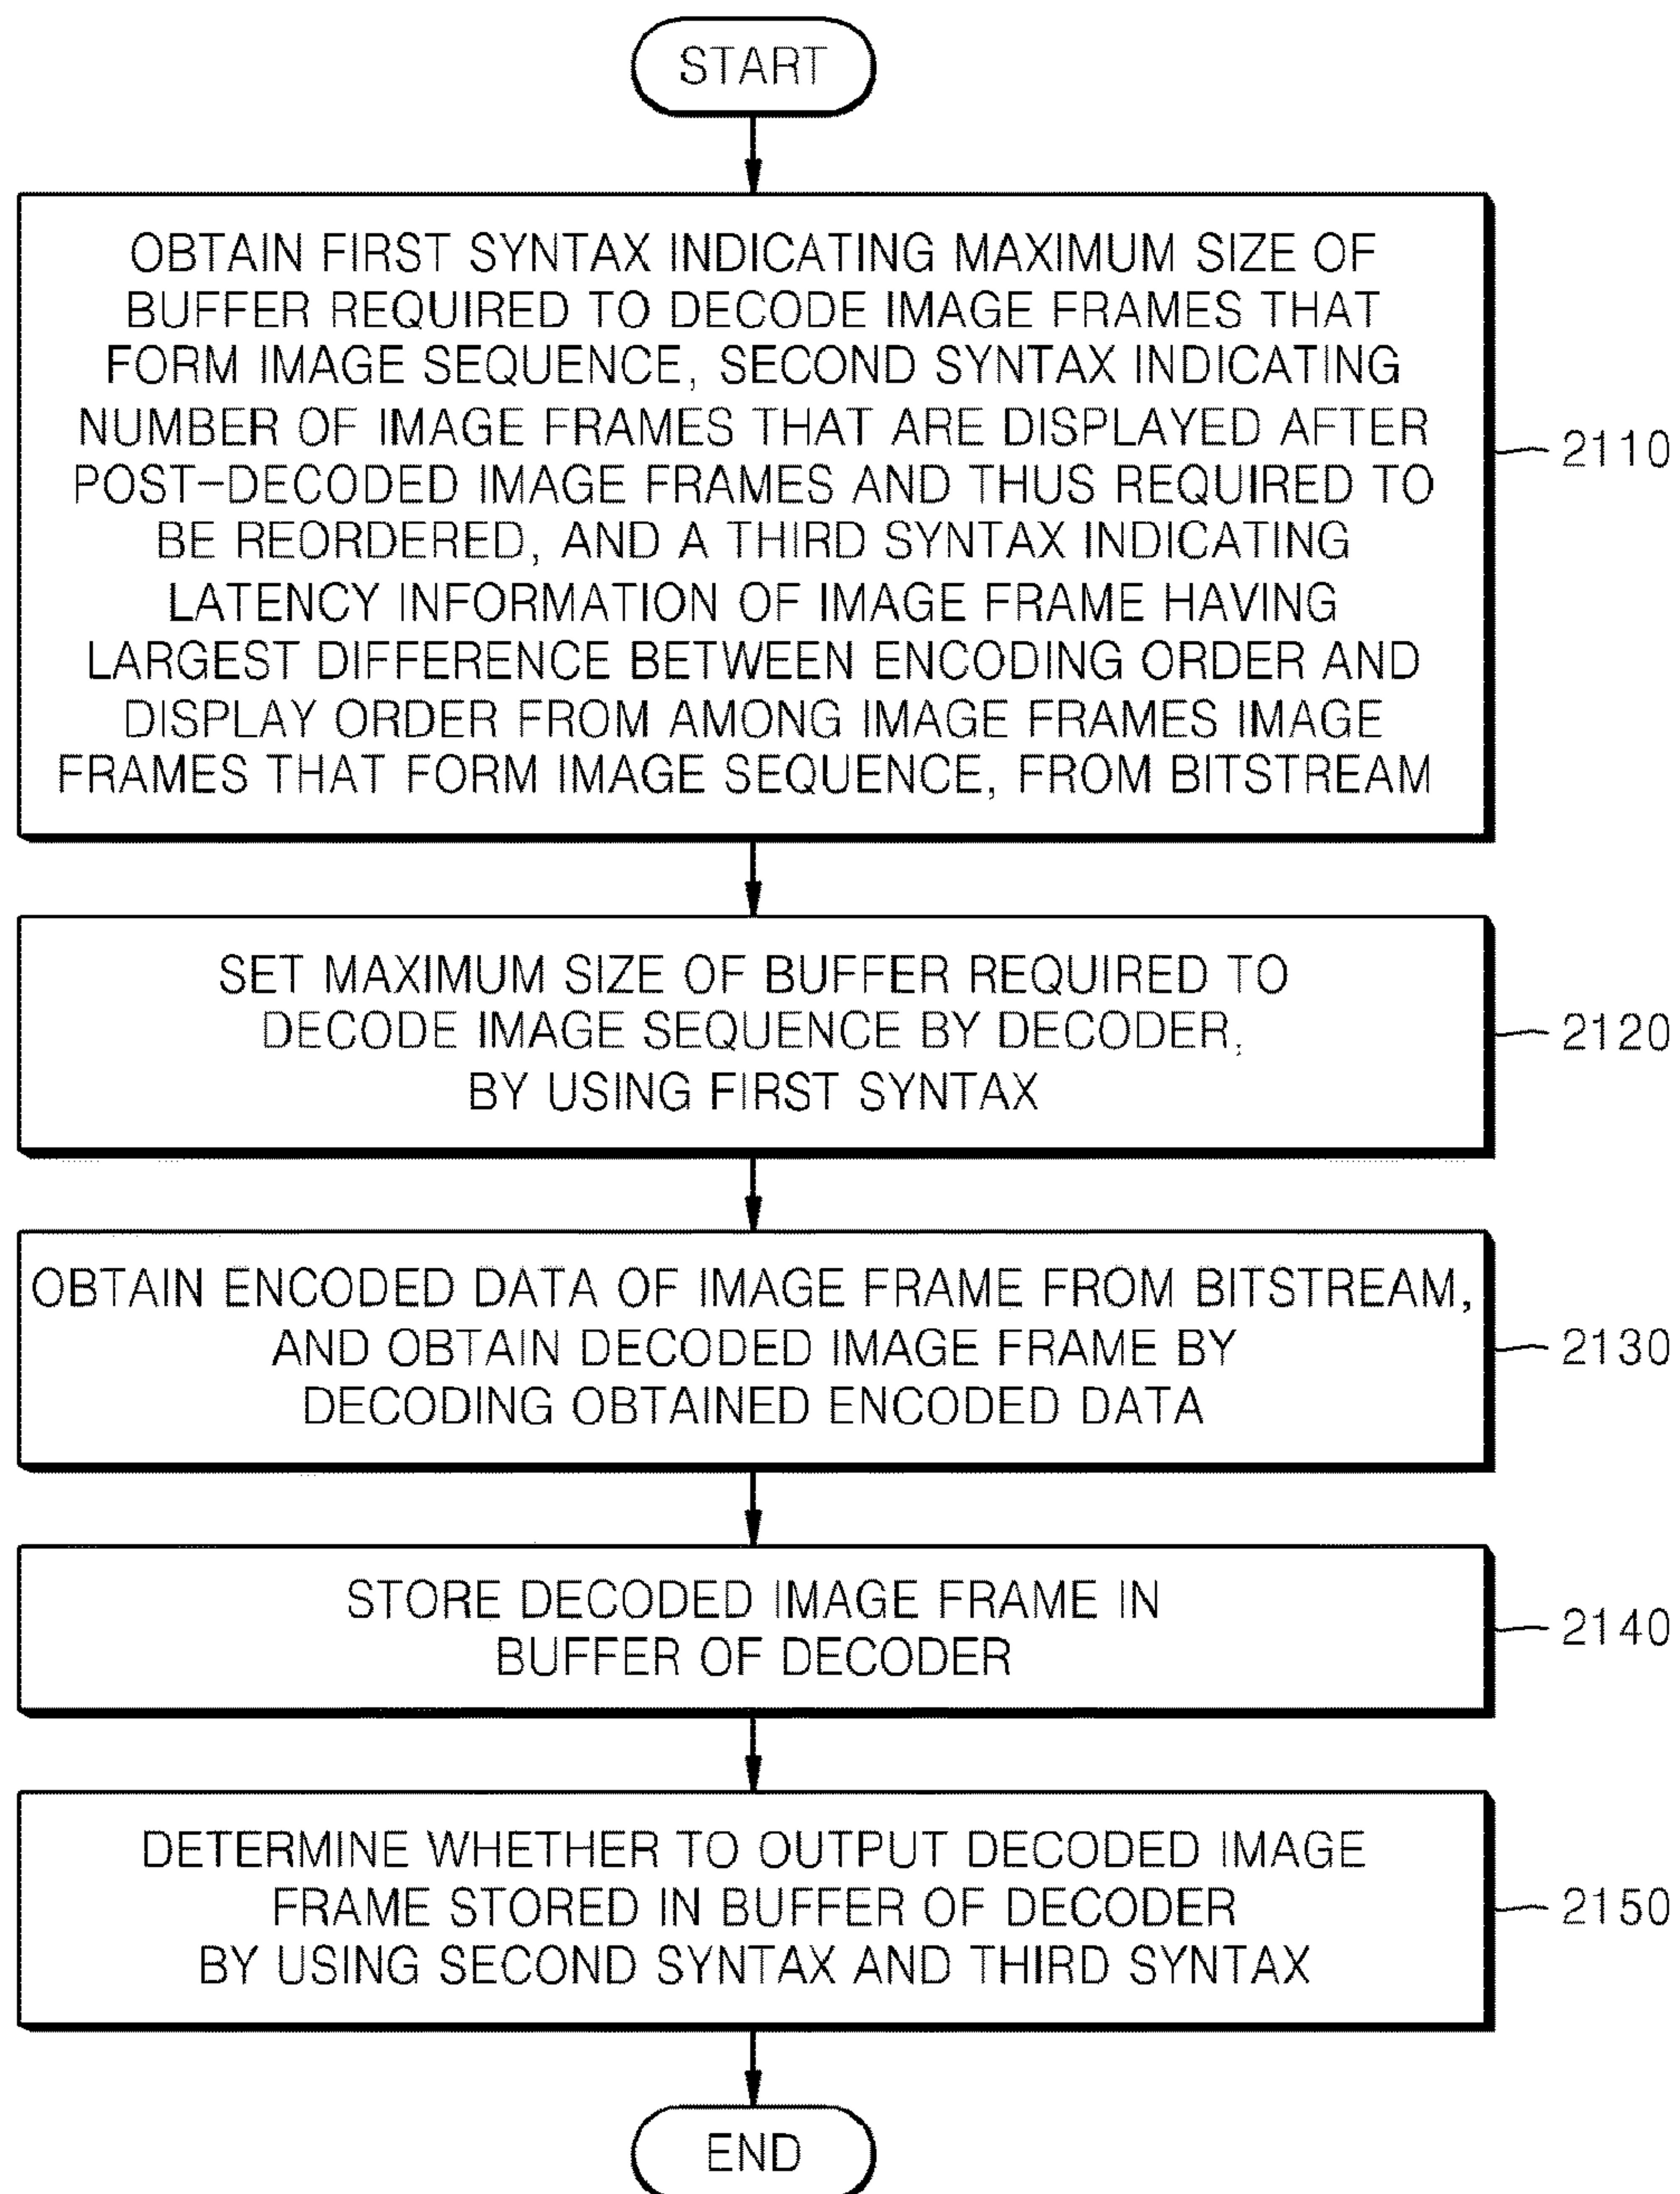 START
OBTAIN FIRST SYNTAX INDICATING MAXIMUM SIZE OF
BUFFER REQUIRED TO DECODE IMAGE FRAMES THAT
FORM IMAGE SEQUENCE, SECOND SYNTAX INDICATING
NUMBER OF IMAGE FRAMES THAT ARE DISPLAYED AFTER
POST-DECODED IMAGE FRAMES AND THUS REQUIRED TO
BE REORDERED, AND A THIRD SYNTAX INDICATING
LATENCY INFORMATION OF IMAGE FRAME HAVING
LARGEST DIFFERENCE BETWEEN ENCODING ORDER AND
DISPLAY ORDER FROM AMONG IMAGE FRAMES IMAGE
FRAMES THAT FORM IMAGE SEQUENCE, FROM BITSTREAM
2110
SET MAXIMUM SIZE OF BUFFER REQUIRED TO
DECODE IMAGE SEQUENCE BY DECODER,
BY USING FIRST SYNTAX
2120
OBTAIN ENCODED DATA OF IMAGE FRAME FROM BITSTREAM,
AND OBTAIN DECODED IMAGE FRAME BY
DECODING OBTAINED ENCODED DATA
2130
STORE DECODED IMAGE FRAME IN
BUFFER OF DECODER
2140
DETERMINE WHETHER TO OUTPUT DECODED IMAGE
FRAME STORED IN BUFFER OF DECODER
BY USING SECOND SYNTAX AND THIRD SYNTAX
2150
END